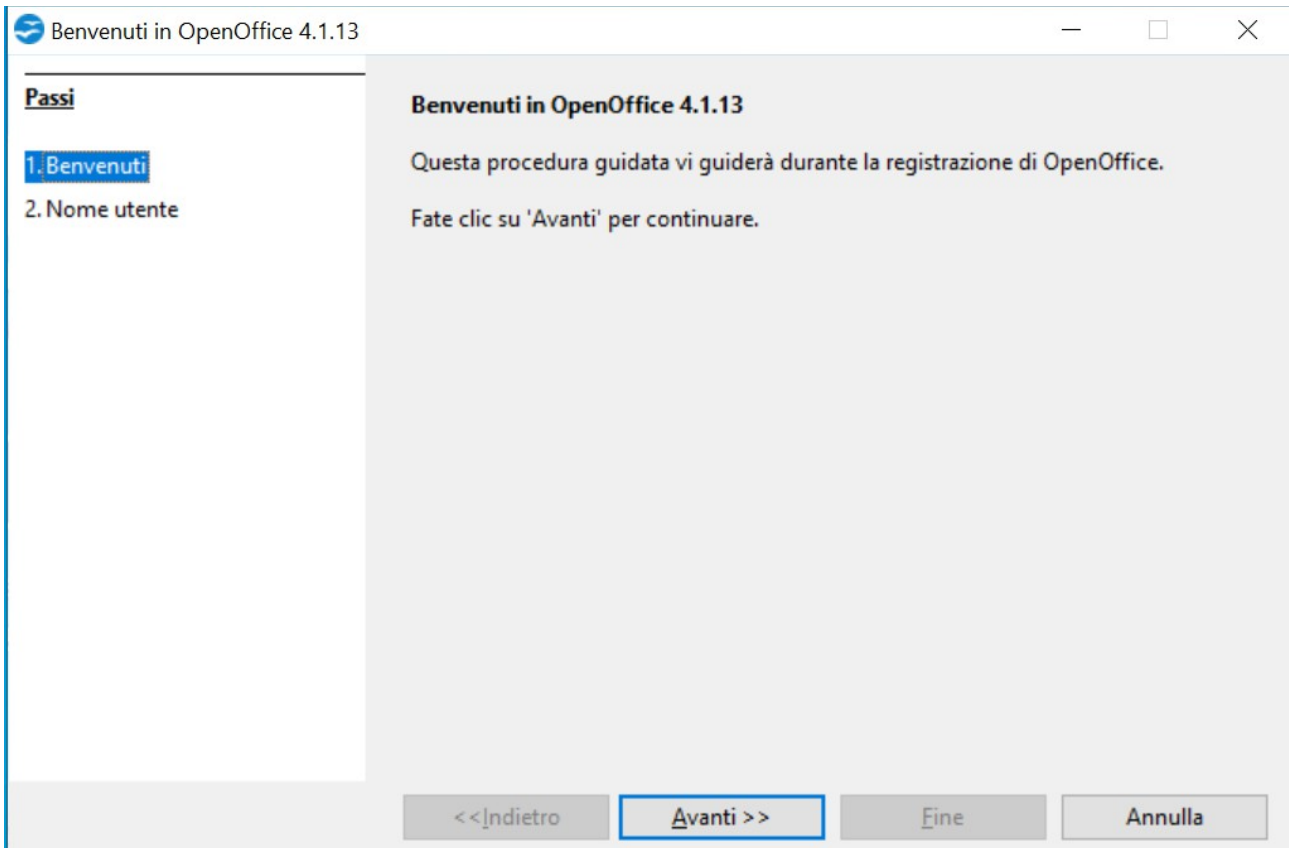 Benvenuti in OpenOffice 4.1.13
Passi
1. Benvenuti
2. Nome utente
Benvenuti in OpenOffice 4.1.13
Questa procedura guidata vi guiderà durante la registrazione di OpenOffice.
Fate clic su 'Avanti' per continuare.
<<Indietro
Avanti >>
Fine
Annulla